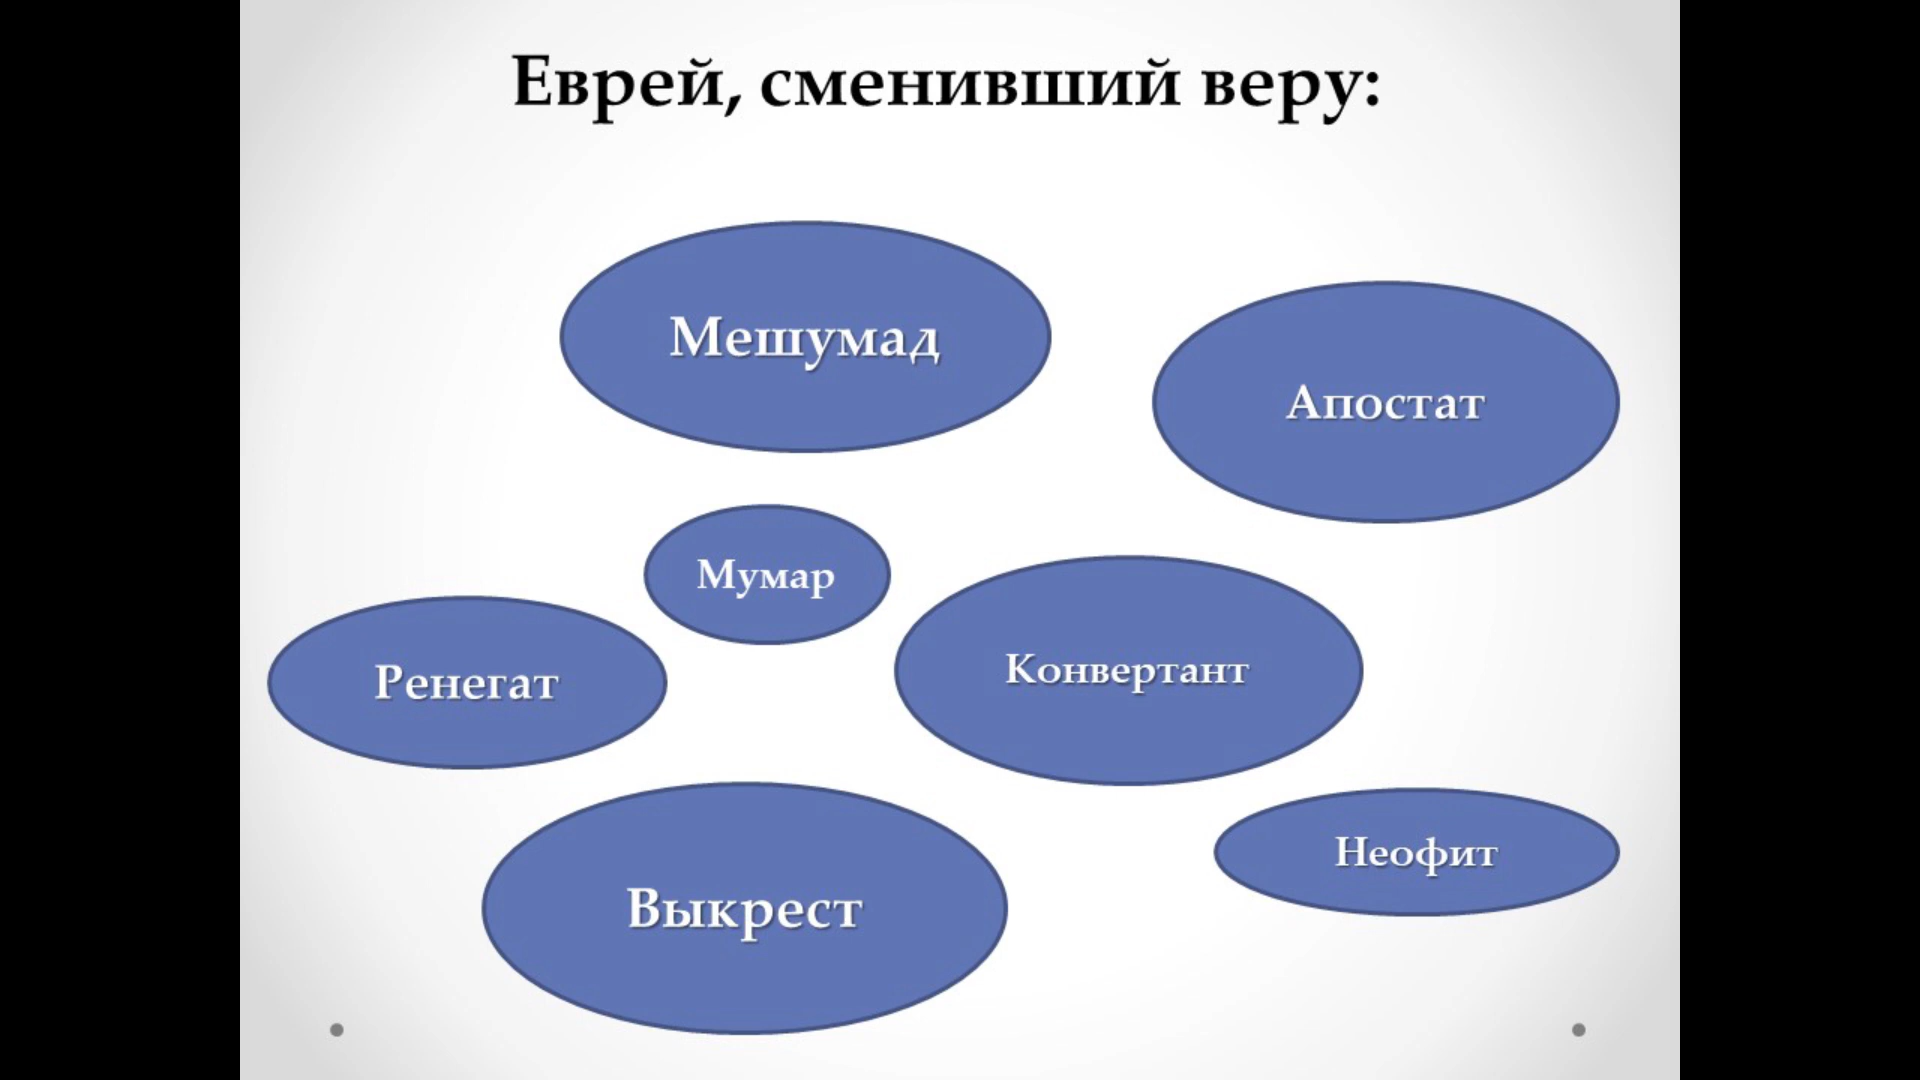 Еврей, сменивший веру:
Мешумад
Апостат
Мумар
Конвертант
Ренегат
Неофит
Выкрест